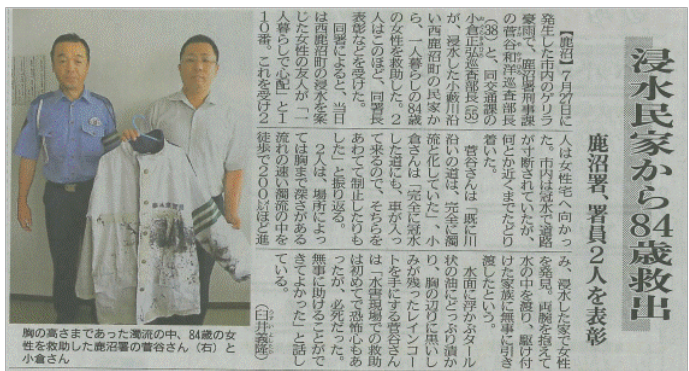 浸水民家から84歳救出
鹿沼署、署員2人を表彰
【鹿沼】7月27日に
発生した市内のゲリラ
豪雨で、鹿沼署刑事課
の菅谷和洋巡査部長
(38)と、同交通課の
小倉正弘巡査部長(55)
が、浸水した小藪川沿
い西鹿沼町の民家か
ら、一人暮らしの84歳
の女性を救助した。2
人はこのほど、同署長
表彰などを受けた。
同署によると、当日
は西鹿沼町の浸水を案
じた女性の友人が「一
人暮らしで心配」と1
10番。これを受け2
人は女性宅へ向かっ
た。市内は冠水で道路
が寸断されていたが、
何とか近くまでたどり
着いた。
菅谷さんは「既に川
沿いの道は、完全に濁
流と化していた」、小
倉さんは「完全に冠水
した道にも、車が入っ
て来るので、そちらを
あわてて制止したりも
した」と振り返る。
2人は、場所によっ
ては胸まで深さがある
流れの速い濁流の中を
徒歩で200㍍ほど進
み、浸水した家で女性
を発見。両腕を抱えて
水の中を渡り、駆け付
けた家族に無事に引き
渡したという。
水面に浮かぶタール
状の油にどっぷり漬か
り、胸の辺りに黒いし
みが残ったレインコー
トを手にする菅谷さん
は「水害現場での救助
は初めてで恐怖心もあ
ったが、必死だった。
無事に助けることがで
きてよかった」と話し
ている。
(臼井義隆)
胸の高さまであった濁流の中、84歳の女
性を救助した鹿沼署の菅谷さん(右)と
小倉さん